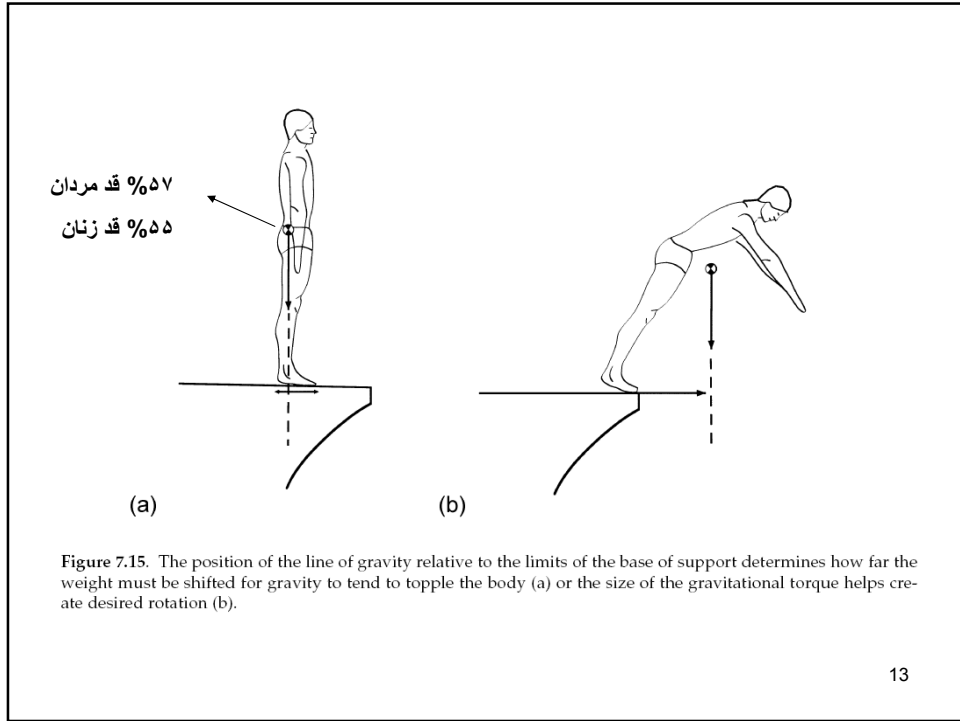 %۵۷ قد مردان
%۵۵ قد زنان
(a)
(b)
Figure 7.15. The position of the line of gravity relative to the limits of the base of support determines how far the
weight must be shifted for gravity to tend to topple the body (a) or the size of the gravitational torque helps cre-
ate desired rotation (b).
13